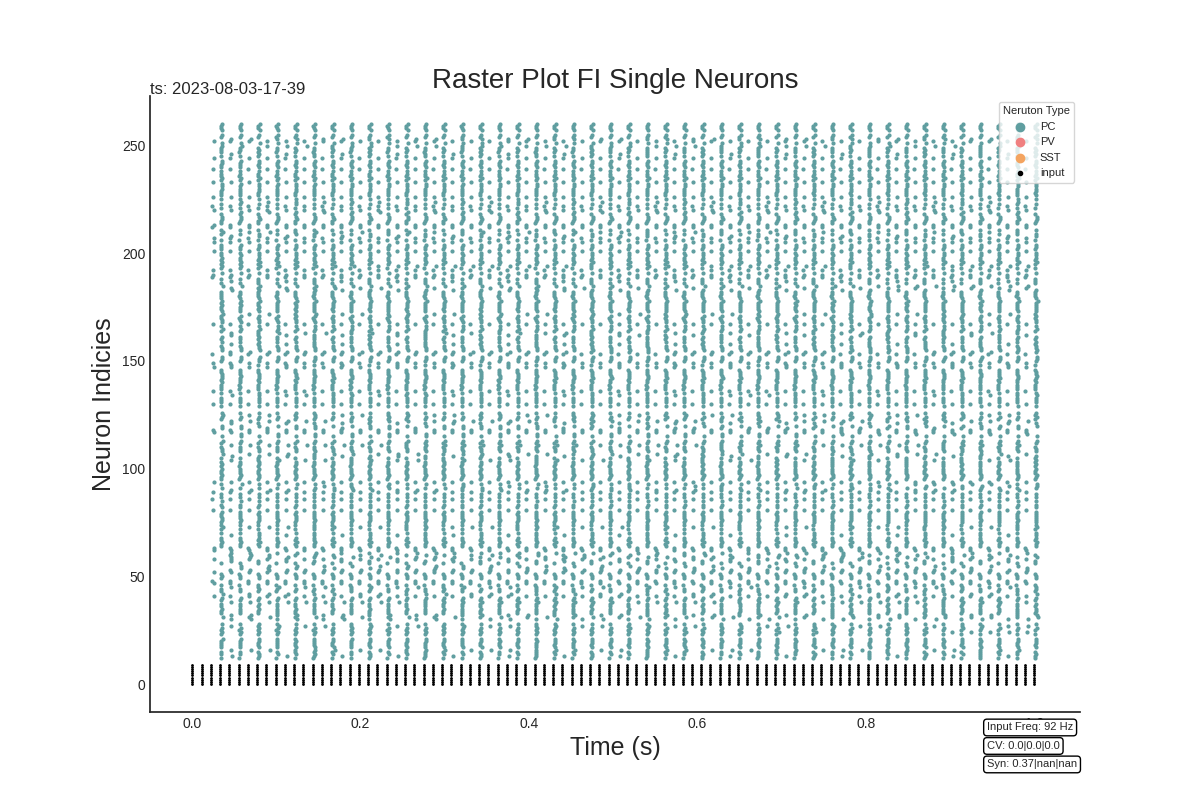 Raster Plot FI Single Neurons
ts: 2023-08-03-17-39
Neruton Type
PC
PV
SST
input
Neuron Indicies
250
200
150
100
50
0
0.0 0.2 0.4 0.6 0.8
Time (s)
Input Freq: 92 Hz
CV: 0.0|0.0|0.0
Syn: 0.37|nan|nan